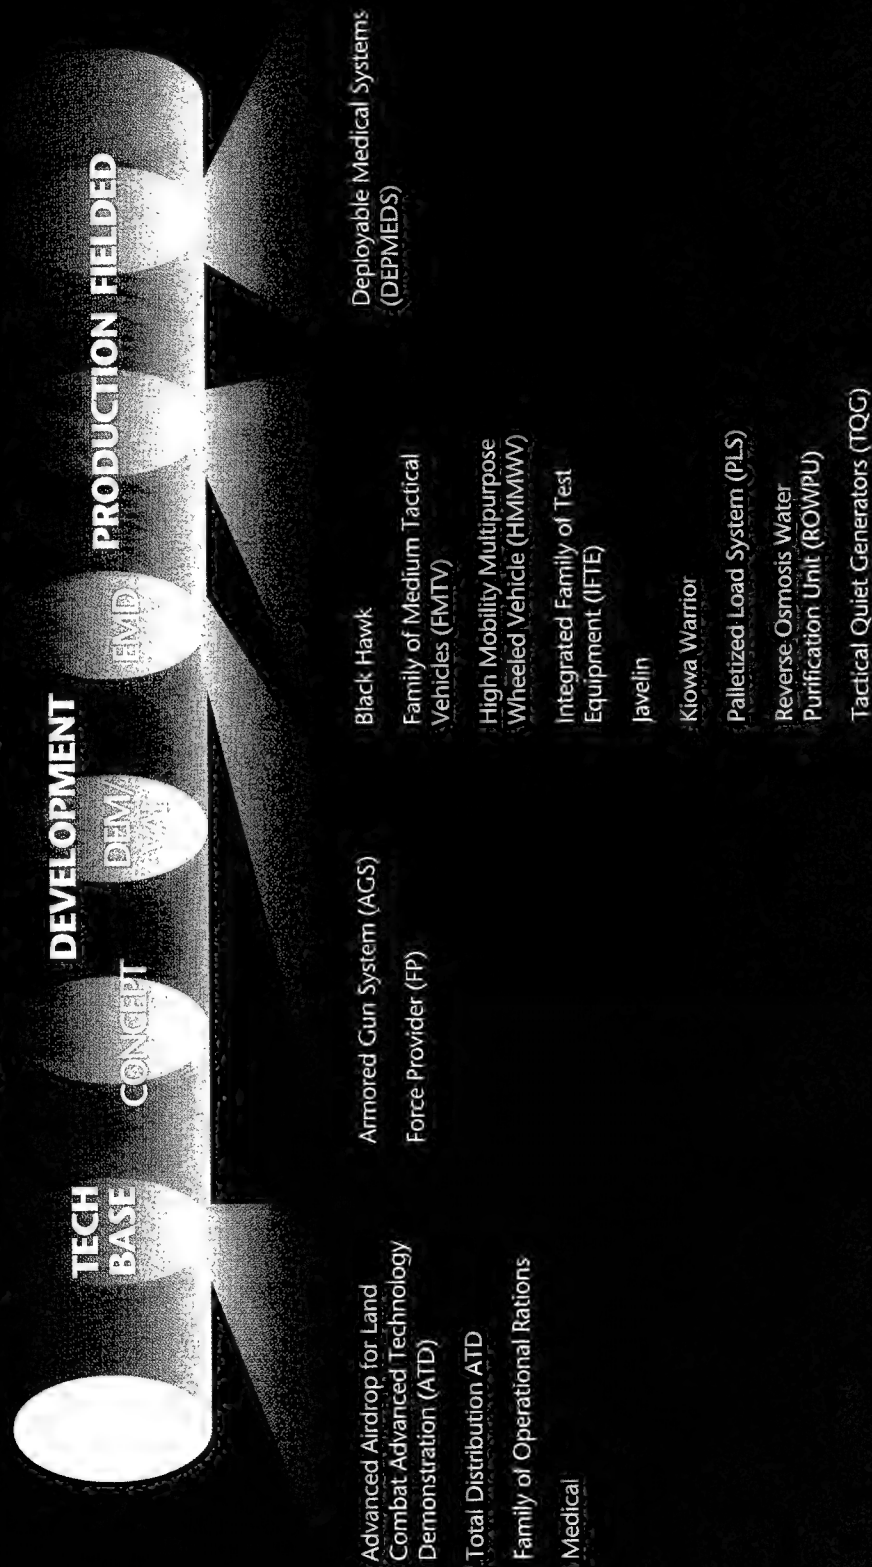 TECH
BASE
CONCEPT
DEVELOPMENT
DEM/
EMD
PRODUCTION
FIELDED
Advanced Airdrop for Land
Combat Advanced Technology
Demonstration (ATD)
Total Distribution ATD
Family of Operational Rations
Medical
Armored Gun System (AGS)
Force Provider (FP)
Black Hawk
Family of Medium Tactical
Vehicles (FMTV)
High Mobility Multipurpose
Wheeled Vehicle (HMMWV)
Integrated Family of Test
Equipment (IFTE)
Javelin
Kiowa Warrior
Palletized Load System (PLS)
Reverse Osmosis Water
Purification Unit (ROWPU)
Tactical Quiet Generators (TQG)
Deployable Medical Systems
(DEPMEDS)